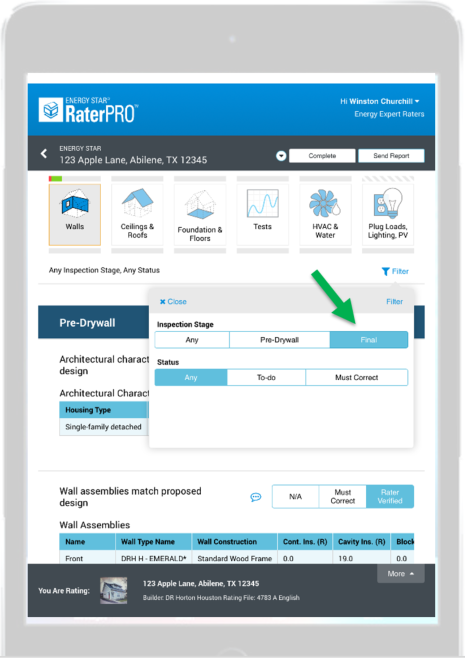 ENERGY STAR®
RaterPRO™
Hi Winston Churchill
Energy Expert Raters
ENERGY STAR
123 Apple Lane, Abilene, TX 12345
Complete
Send Report
Walls
Ceilings &
Roofs
Foundation &
Floors
Tests
HVAC &
Water
Plug Loads,
Lighting, PV
Any Inspection Stage, Any Status
Filter
× Close
Filter
Pre-Drywall
Inspection Stage
Any
Pre-Drywall
Final
Architectural charact
design
Status
Any
To-do
Must Correct
Architectural Charact
Housing Type
Single-family detached
Wall assemblies match proposed
design
N/A
Must
Correct
Rater
Verified
Wall Assemblies
Name
Wall Type Name
Wall Construction
Cont. Ins. (R)
Cavity Ins. (R)
Block
Front
DRH H - EMERALD*
Standard Wood Frame
0.0
19.0
0.0
More
You Are Rating:
123 Apple Lane, Abilene, TX 12345
Builder: DR Horton Houston Rating File: 4783 A English